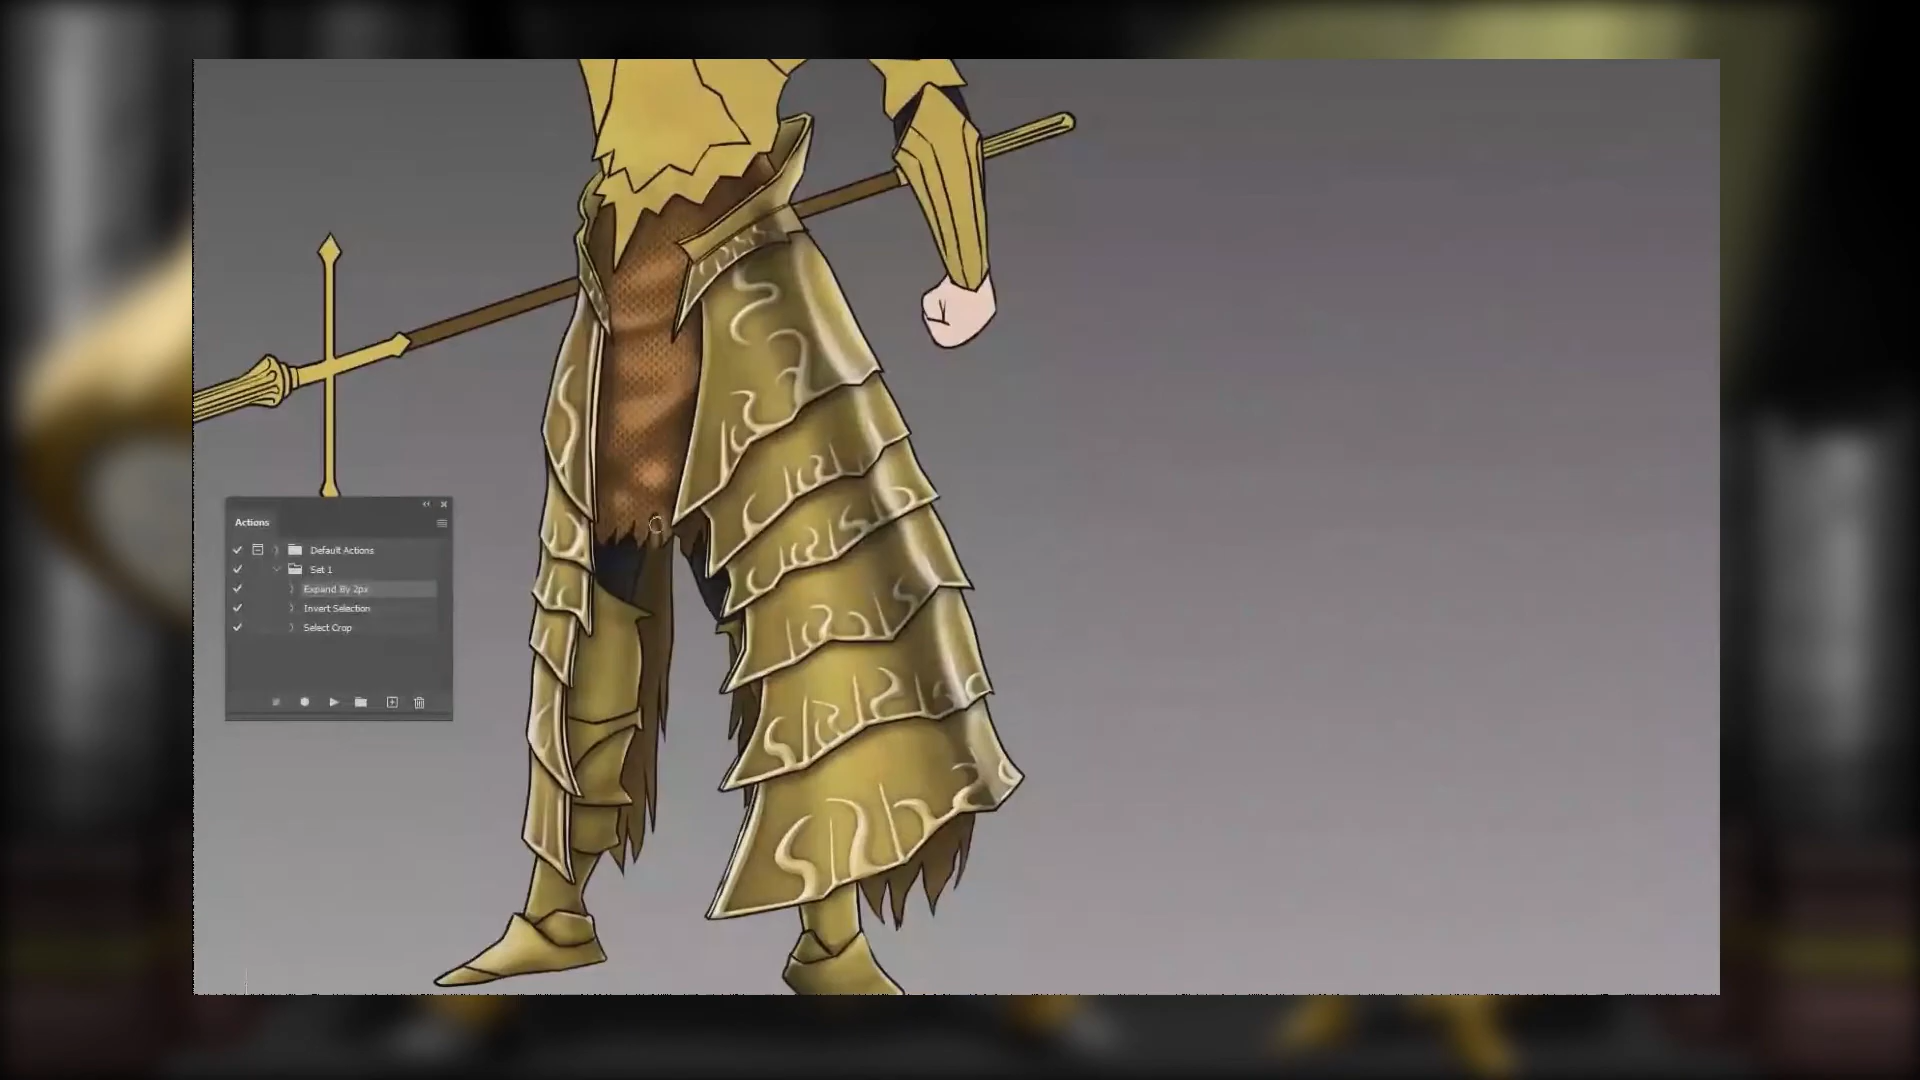 Actions
Default Actions
Set 1
Expand By 2px
Invert Selection
Select Crop